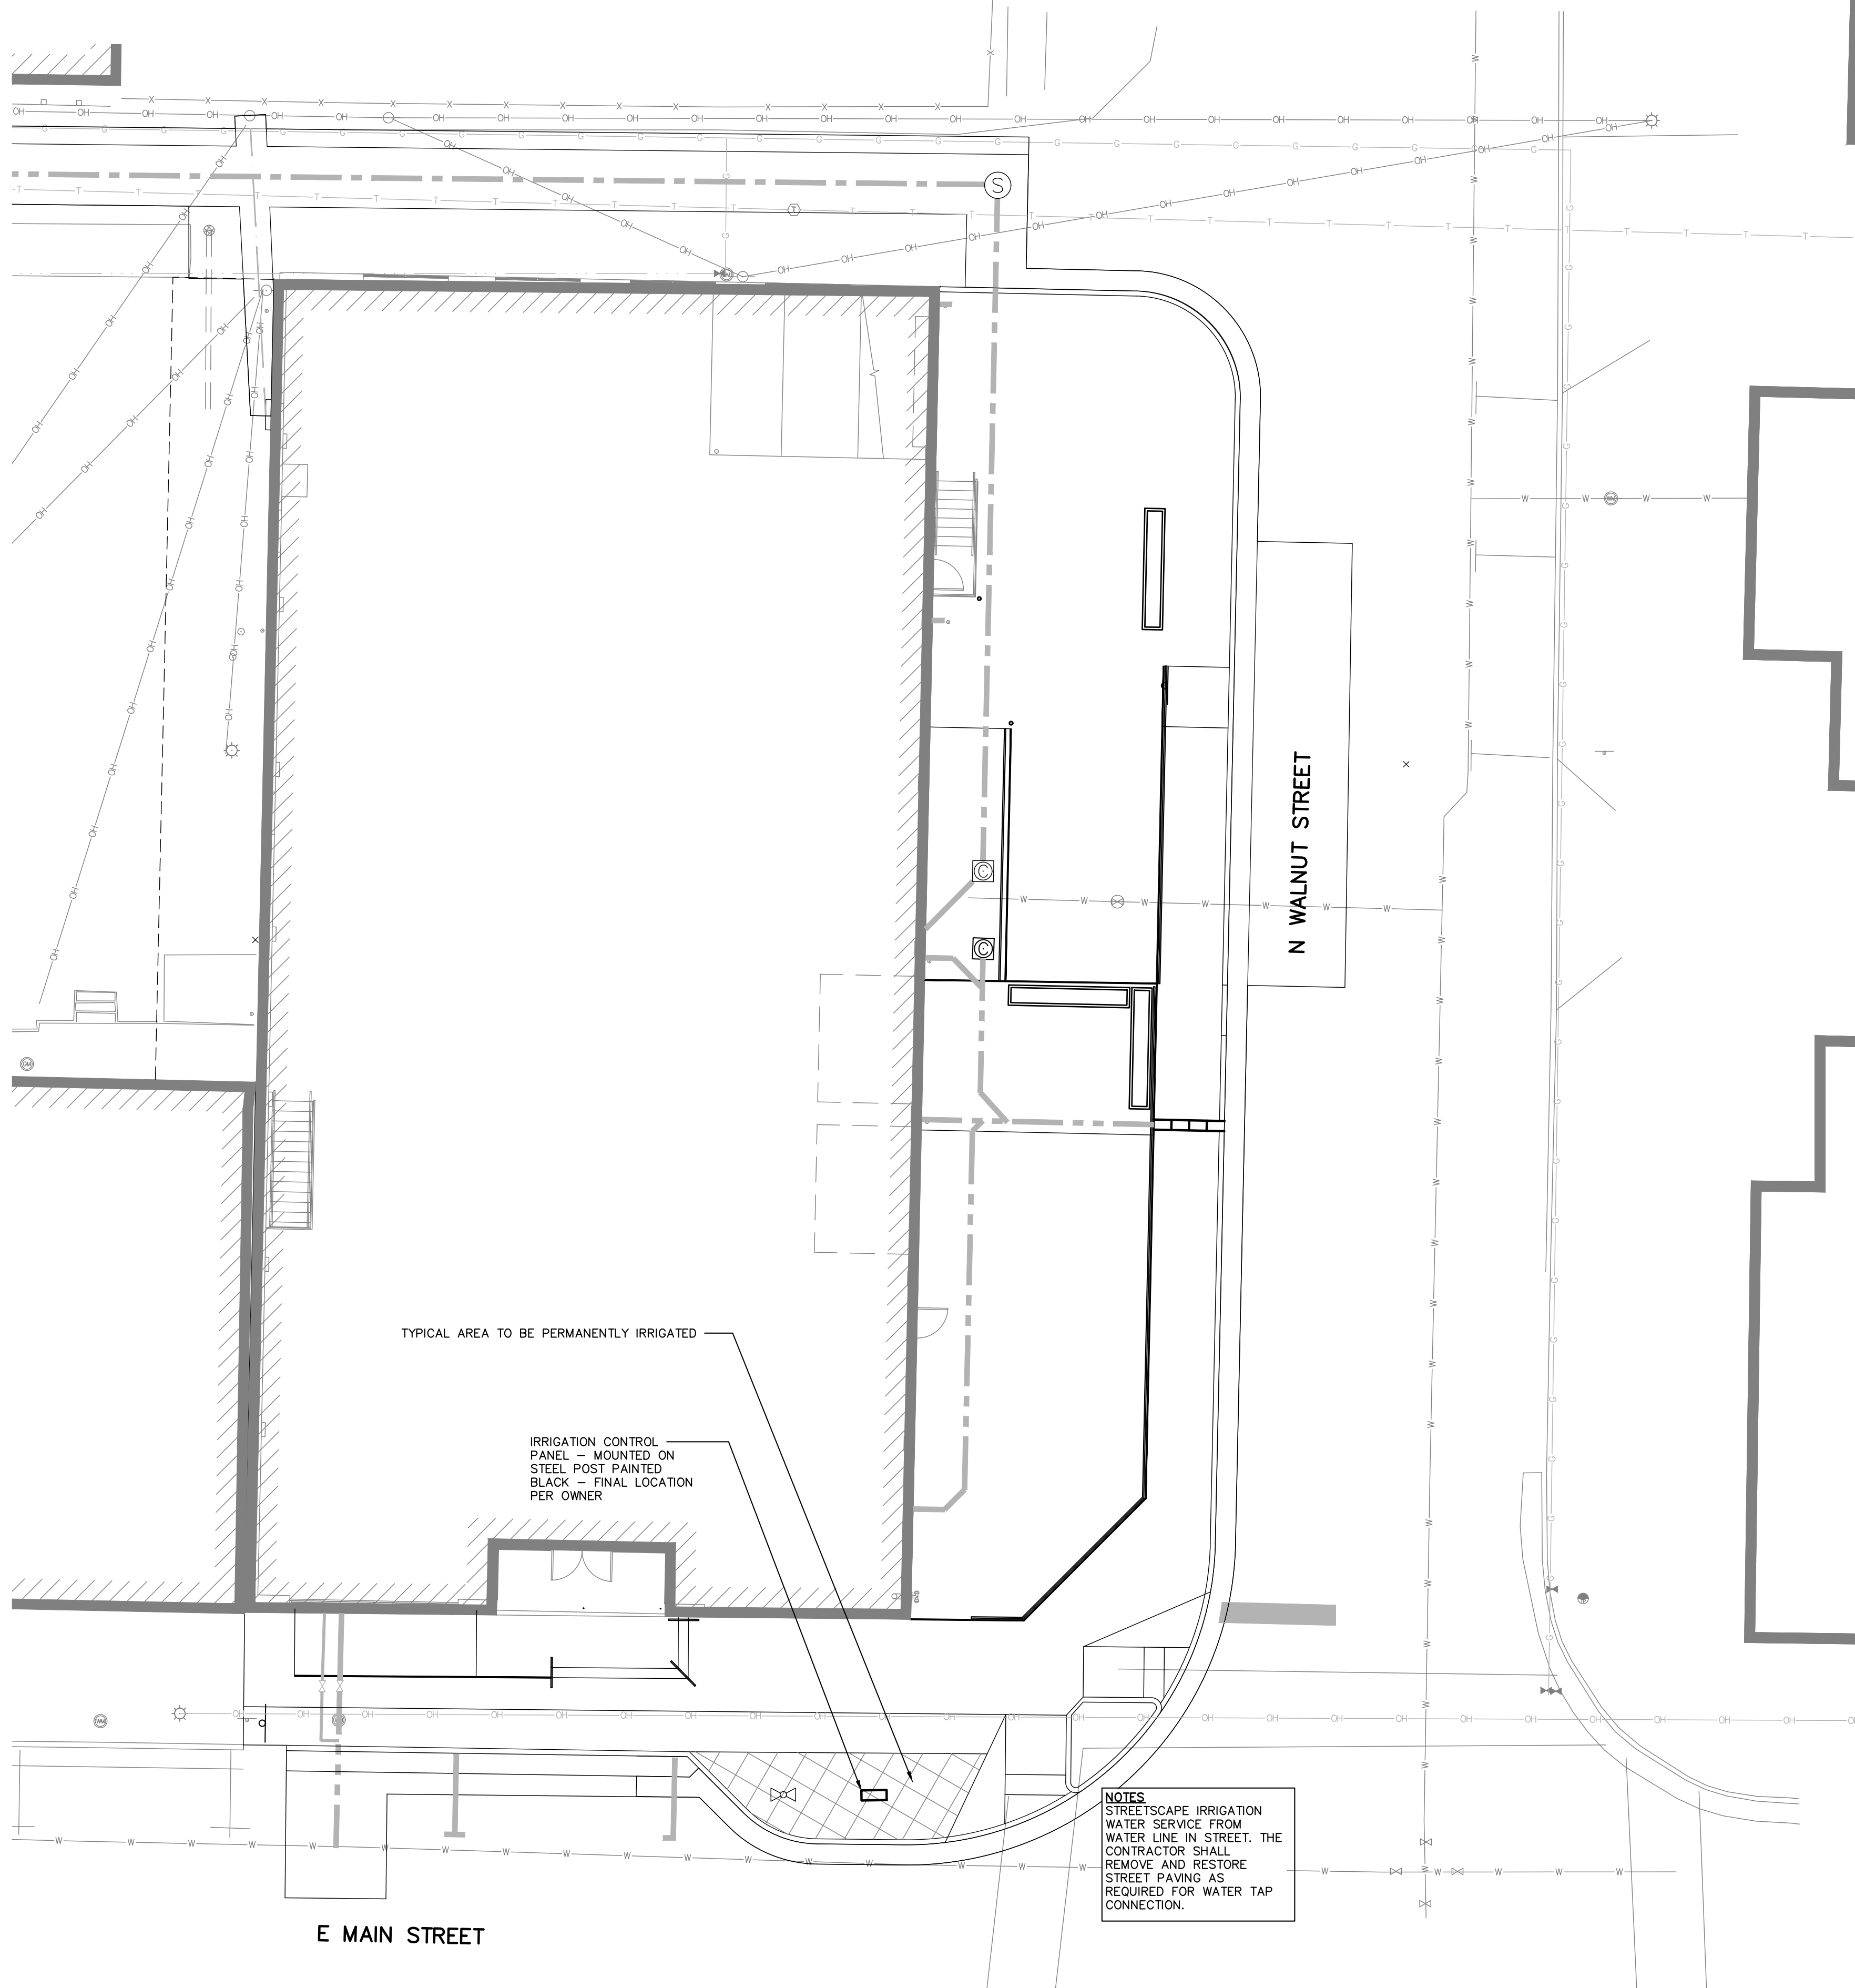 N WALNUT STREET
TYPICAL AREA TO BE PERMANENTLY IRRIGATED
IRRIGATION CONTROL
PANEL – MOUNTED ON
STEEL POST PAINTED
BLACK – FINAL LOCATION
PER OWNER
NOTES
STREETSCAPE IRRIGATION
WATER SERVICE FROM
WATER LINE IN STREET. THE
CONTRACTOR SHALL
REMOVE AND RESTORE
STREET PAVING AS
REQUIRED FOR WATER TAP
CONNECTION.
E MAIN STREET